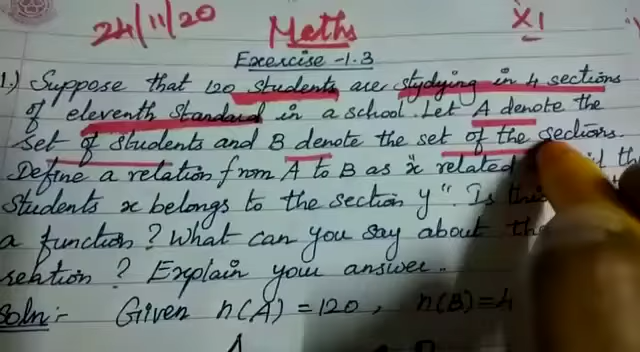 24/11/20 Maths XI
Exercise -1.3
1.) Suppose that 120 students are stydying in 4 sections
of eleventh standard in a school. Let A denote the
set of students and B denote the set of the sections.
Define a relation from A to B as "x related the
students x belongs to the section y". Is this
a function? What can you say about the
relation? Explain your answer.
Soln:- Given n(A) = 120, n(B) = 4